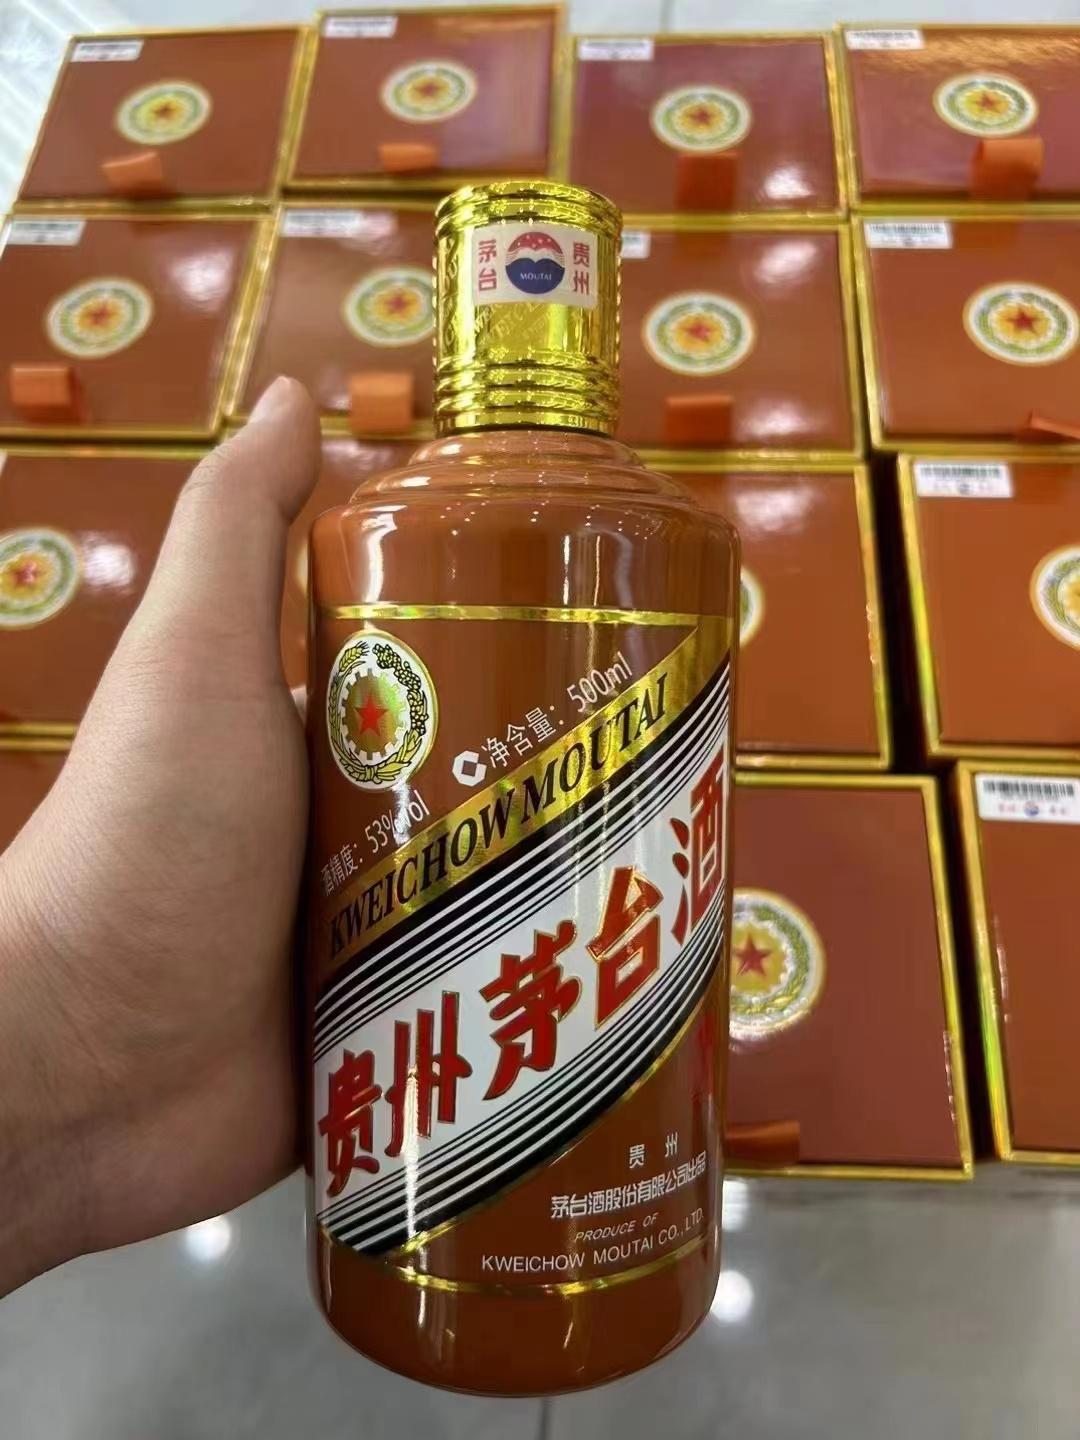 茅台
MOUTAI
贵州
净含量：500ml
酒精度：53%vol
KWEICHOW MOUTAI
贵州茅台酒
贵州
茅台酒股份有限公司出品
PRODUCE OF
KWEICHOW MOUTAI CO., LTD.